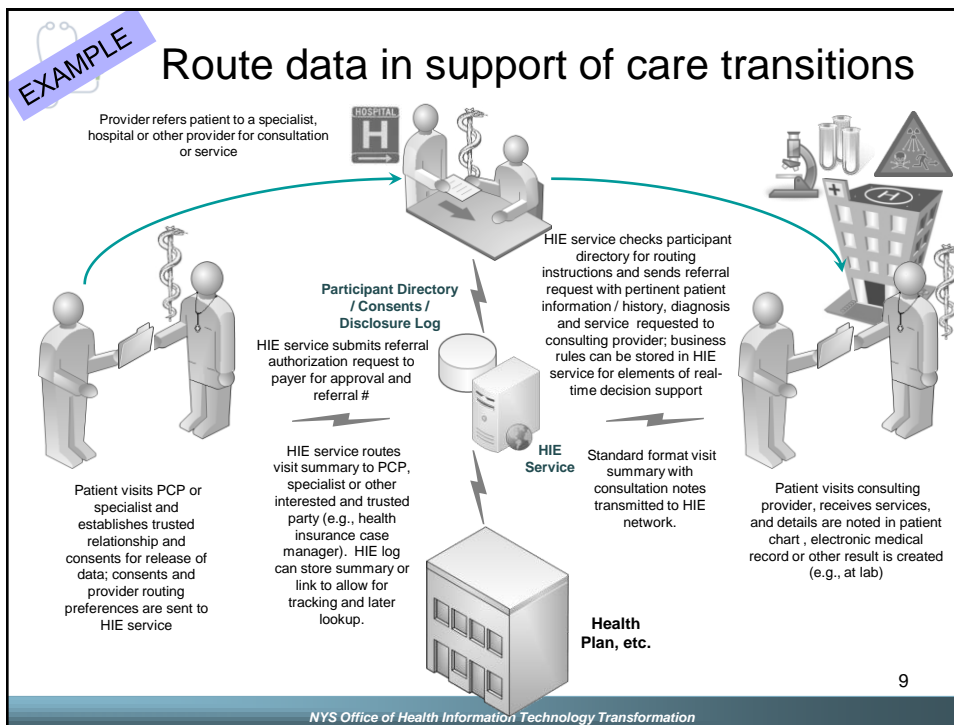 EXAMPLE
Route data in support of care transitions
Provider refers patient to a specialist,
hospital or other provider for consultation
or service
HOSPITAL
H
H
HIE service checks participant
directory for routing
instructions and sends referral
request with pertinent patient
information / history, diagnosis
and service requested to
consulting provider; business
rules can be stored in HIE
service for elements of real-
time decision support
Participant Directory
/ Consents /
Disclosure Log
HIE service submits referral
authorization request to
payer for approval and
referral #
HIE
Service
HIE service routes
visit summary to PCP,
specialist or other
interested and trusted
party (e.g., health
insurance case
manager). HIE log
can store summary or
link to allow for
tracking and later
lookup.
Standard format visit
summary with
consultation notes
transmitted to HIE
network.
Patient visits PCP or
specialist and
establishes trusted
relationship and
consents for release of
data; consents and
provider routing
preferences are sent to
HIE service
Patient visits consulting
provider, receives services,
and details are noted in patient
chart , electronic medical
record or other result is created
(e.g., at lab)
Health
Plan, etc.
9
NYS Office of Health Information Technology Transformation